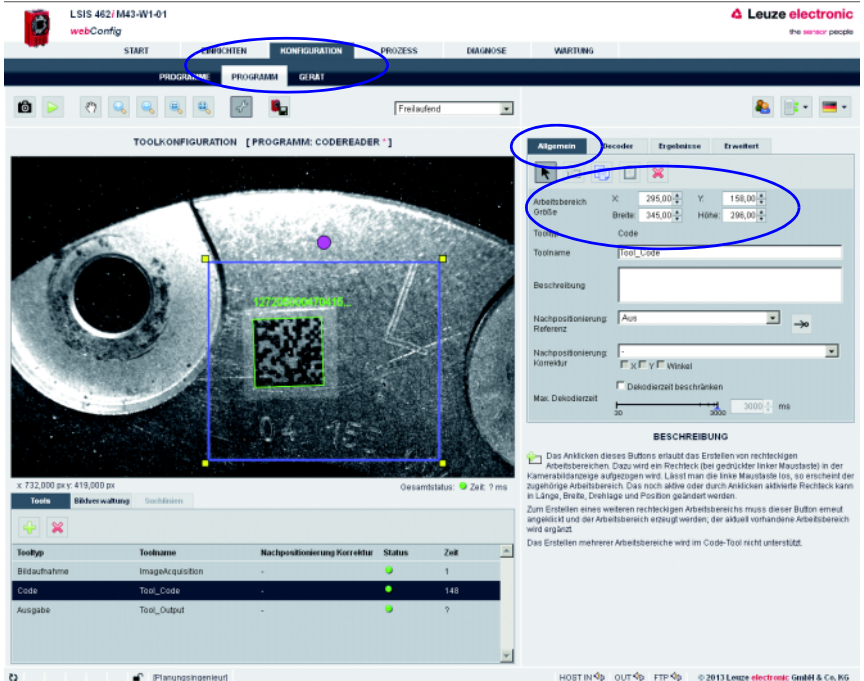 LSIS 462i M43-W1-01
webConfig
Leuze electronic
the sensor people
START EINRICHTEN KONFIGURATION PROZESS DIAGNOSE WARTUNG
PROGRAMME PROGRAMM GERÄT
Freilaufend
TOOLKONFIGURATION [ PROGRAMM: CODEREADER * ]
127208000470416...
04 15
x: 732,000 px y: 419,000 px
Gesamtstatus: Zeit: ? ms
Tools Bildverwaltung Suchlinien
Tooltyp Toolname Nachpositionierung Korrektur Status Zeit
Bildaufnahme ImageAcquisition - 1
Code Tool_Code - 148
Ausgabe Tool_Output - ?
Allgemein Decoder Ergebnisse Erweitert
Arbeitsbereich X: 295,00 Y: 158,00
Größe Breite: 345,00 Höhe: 298,00
Tooltyp Code
Toolname Tool_Code
Beschreibung
Nachpositionierung: Aus
Referenz
Nachpositionierung: -
Korrektur X Y Winkel
Dekodierzeit beschränken
Max. Dekodierzeit 3000 ms
20 3000
BESCHREIBUNG
Das Anklicken dieses Buttons erlaubt das Erstellen von rechteckigen
Arbeitsbereichen. Dazu wird ein Rechteck (bei gedrückter linker Maustaste) in der
Kamerabildanzeige aufgezogen wird. Lässt man die linke Maustaste los, so erscheint der
zugehörige Arbeitsbereich. Das noch aktive oder durch Anklicken aktivierte Rechteck kann
in Länge, Breite, Drehlage und Position geändert werden.
Zum Erstellen eines weiteren rechteckigen Arbeitsbereichs muss dieser Button erneut
angeklickt und der Arbeitsbereich erzeugt werden; der aktuell vorhandene Arbeitsbereich
wird ergänzt.
Das Erstellen mehrerer Arbeitsbereiche wird im Code-Tool nicht unterstützt.
[Planungsingenieur]
HOST IN OUT FTP © 2013 Leuze electronic GmbH & Co. KG